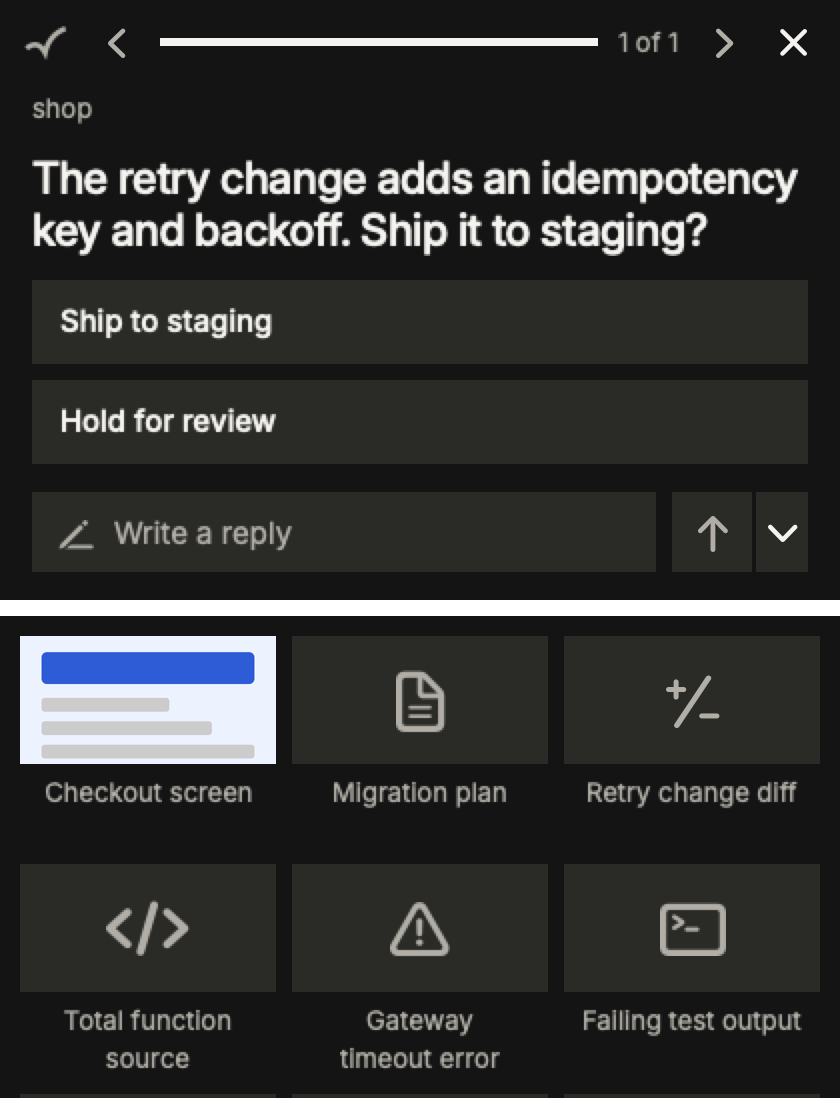 1 of 1
shop
The retry change adds an idempotency
key and backoff. Ship it to staging?
Ship to staging
Hold for review
Write a reply
Checkout screen
Migration plan
Retry change diff
Total function
source
Gateway
timeout error
Failing test output